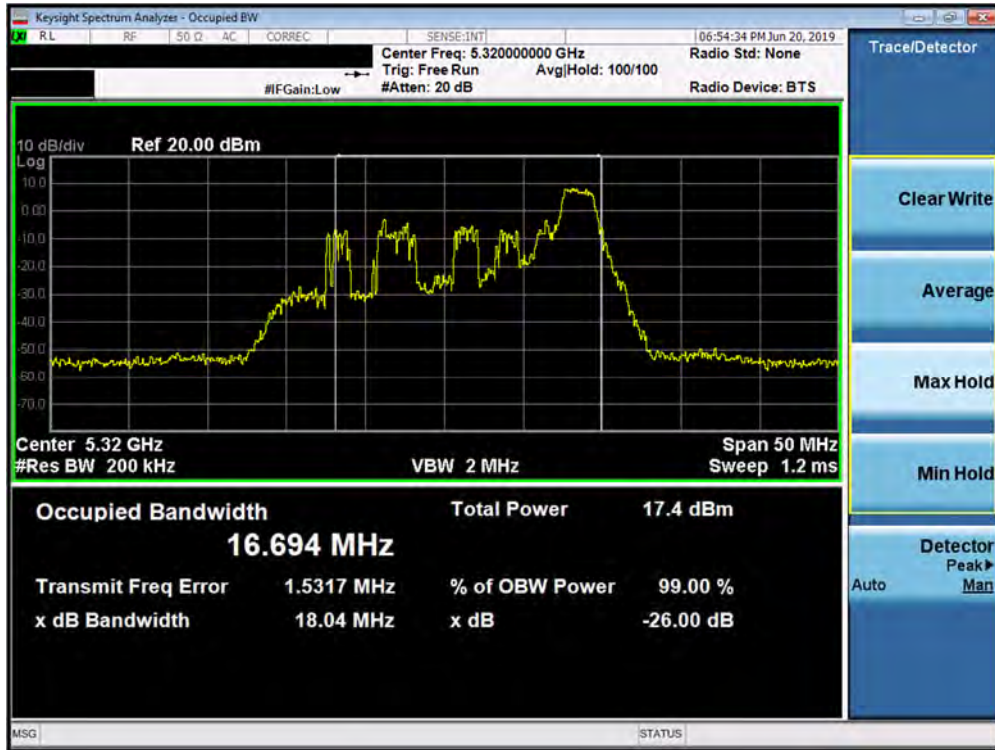 Keysight Spectrum Analyzer - Occupied BW
LXI RL RF 50 Ω AC CORREC SENSE:INT 06:54:34 PM Jun 20, 2019
Center Freq: 5.320000000 GHz Radio Std: None
Trig: Free Run Avg|Hold: 100/100
#IFGain:Low #Atten: 20 dB Radio Device: BTS
10 dB/div Ref 20.00 dBm
Log
10.0
0.00
-10.0
-20.0
-30.0
-40.0
-50.0
-60.0
-70.0
Center 5.32 GHz Span 50 MHz
#Res BW 200 kHz VBW 2 MHz Sweep 1.2 ms
Occupied Bandwidth Total Power 17.4 dBm
16.694 MHz
Transmit Freq Error 1.5317 MHz % of OBW Power 99.00 %
x dB Bandwidth 18.04 MHz x dB -26.00 dB
MSG STATUS
Trace/Detector
Clear Write
Average
Max Hold
Min Hold
Detector
Peak▶
Auto Man